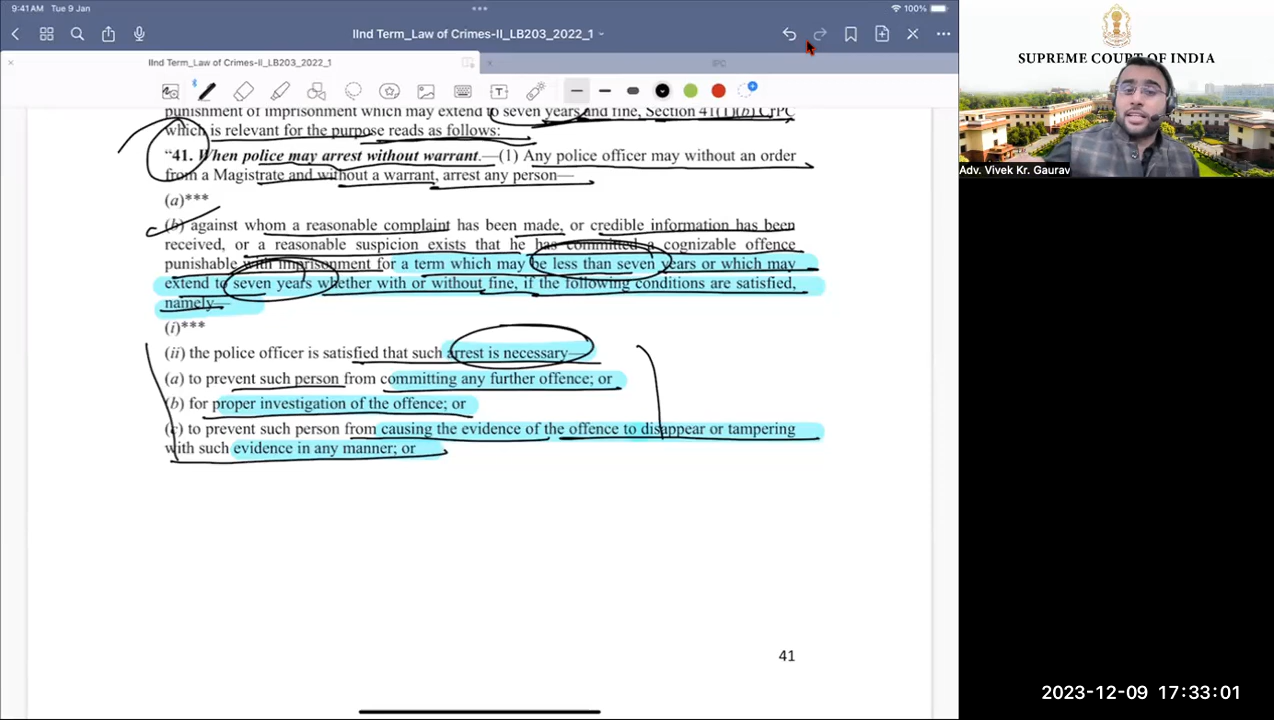 9:41 AM Tue 9 Jan
100%
IInd Term_Law of Crimes-II_LB203_2022_1
IInd Term_Law of Crimes-II_LB203_2022_1
IPC
punishment of imprisonment which may extend to seven years and fine, Section 41(1)(b) CrPC
which is relevant for the purpose reads as follows:
“41. When police may arrest without warrant.—(1) Any police officer may without an order
from a Magistrate and without a warrant, arrest any person—
(a)***
(b) against whom a reasonable complaint has been made, or credible information has been
received, or a reasonable suspicion exists that he has committed a cognizable offence
punishable with imprisonment for a term which may be less than seven years or which may
extend to seven years whether with or without fine, if the following conditions are satisfied,
namely—
(i)***
(ii) the police officer is satisfied that such arrest is necessary—
(a) to prevent such person from committing any further offence; or
(b) for proper investigation of the offence; or
(c) to prevent such person from causing the evidence of the offence to disappear or tampering
with such evidence in any manner; or
41
SUPREME COURT OF INDIA
Adv. Vivek Kr. Gaurav
2023-12-09 17:33:01